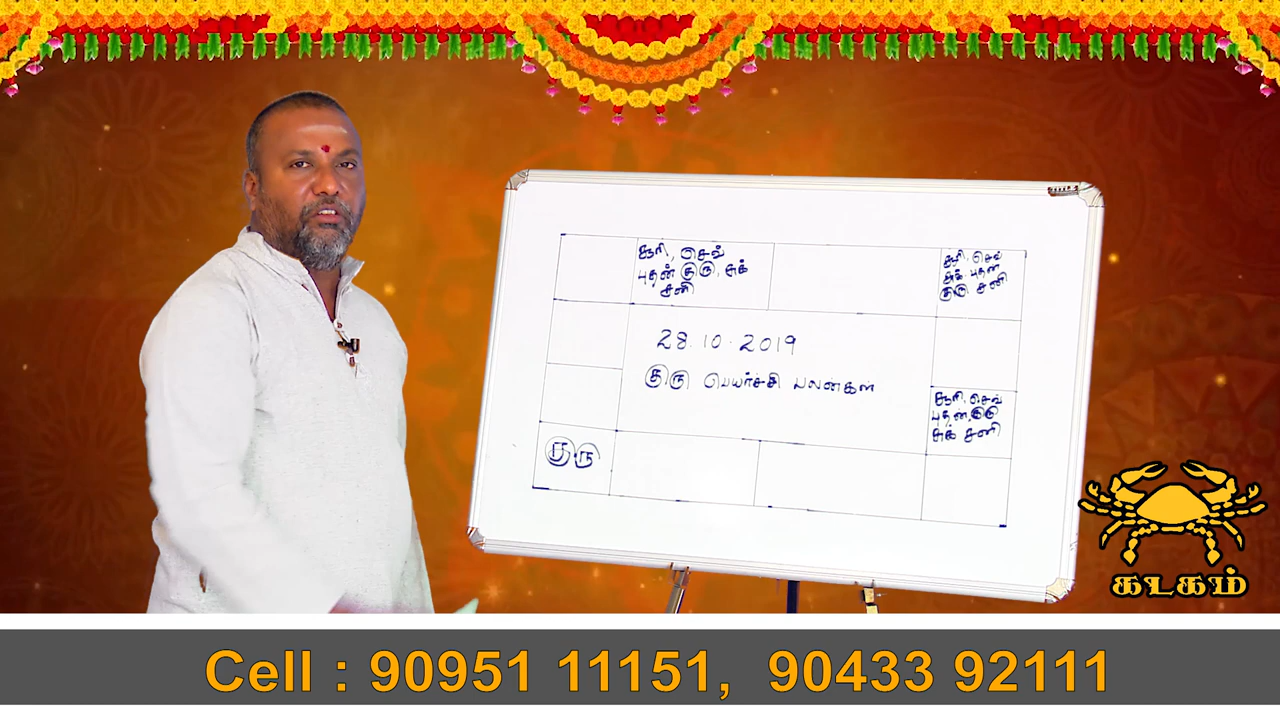 சூரி, செவ்
புதன் குரு, சுக்
சனி
சூரி, செவ்
சுக், புதன்
குரு சனி
28.10.2019
குரு பெயர்ச்சி பலன்கள்
சூரி, செவ்
புதன், குரு
சுக் சனி
குரு
கடகம்
Cell : 90951 11151, 90433 92111